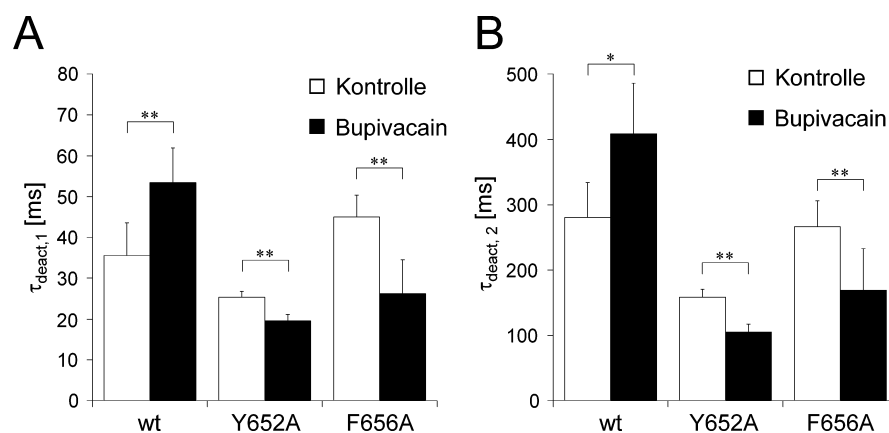 A
τdeact,1 [ms]
80
70
60
50
40
30
20
10
0
Kontrolle
Bupivacain
**
**
**
wt
Y652A
F656A
B
τdeact, 2 [ms]
500
400
300
200
100
0
Kontrolle
Bupivacain
*
**
**
wt
Y652A
F656A